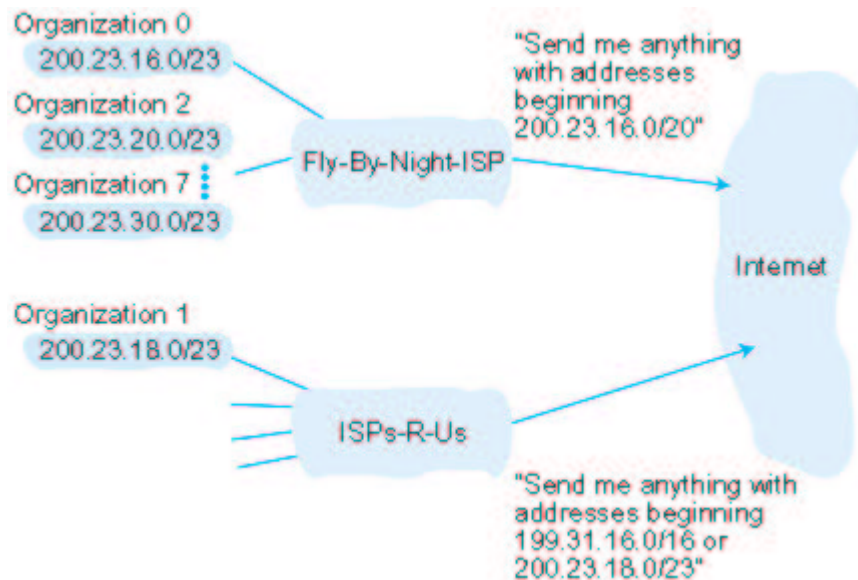 Organization 0
200.23.16.0/23
Organization 2
200.23.20.0/23
Organization 7
200.23.30.0/23
Fly-By-Night-ISP
"Send me anything
with addresses
beginning
200.23.16.0/20"
Internet
Organization 1
200.23.18.0/23
ISPs-R-Us
"Send me anything with
addresses beginning
199.31.16.0/16 or
200.23.18.0/23"